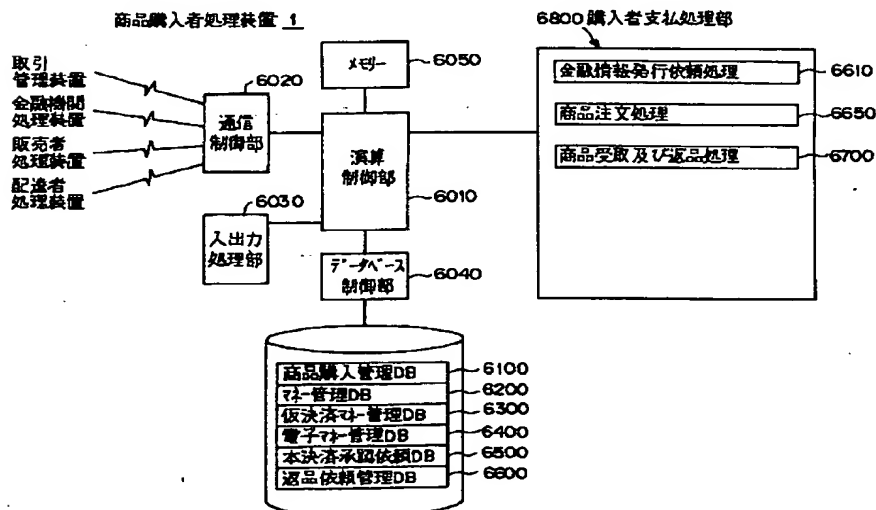 商品購入者処理装置 1
6800 購入者支払処理部
取引
管理装置
金融機関
処理装置
販売者
処理装置
配達者
処理装置
6020
通信
制御部
メモリー
6050
演算
制御部
6010
6030
入出力
処理部
データベース
制御部
6040
金融情報発行依頼処理
6610
商品注文処理
6650
商品受取及び返品処理
6700
商品購入管理DB
6100
マネー管理DB
6200
仮決済マネー管理DB
6300
電子マネー管理DB
6400
本決済承認依頼DB
6500
返品依頼管理DB
6600